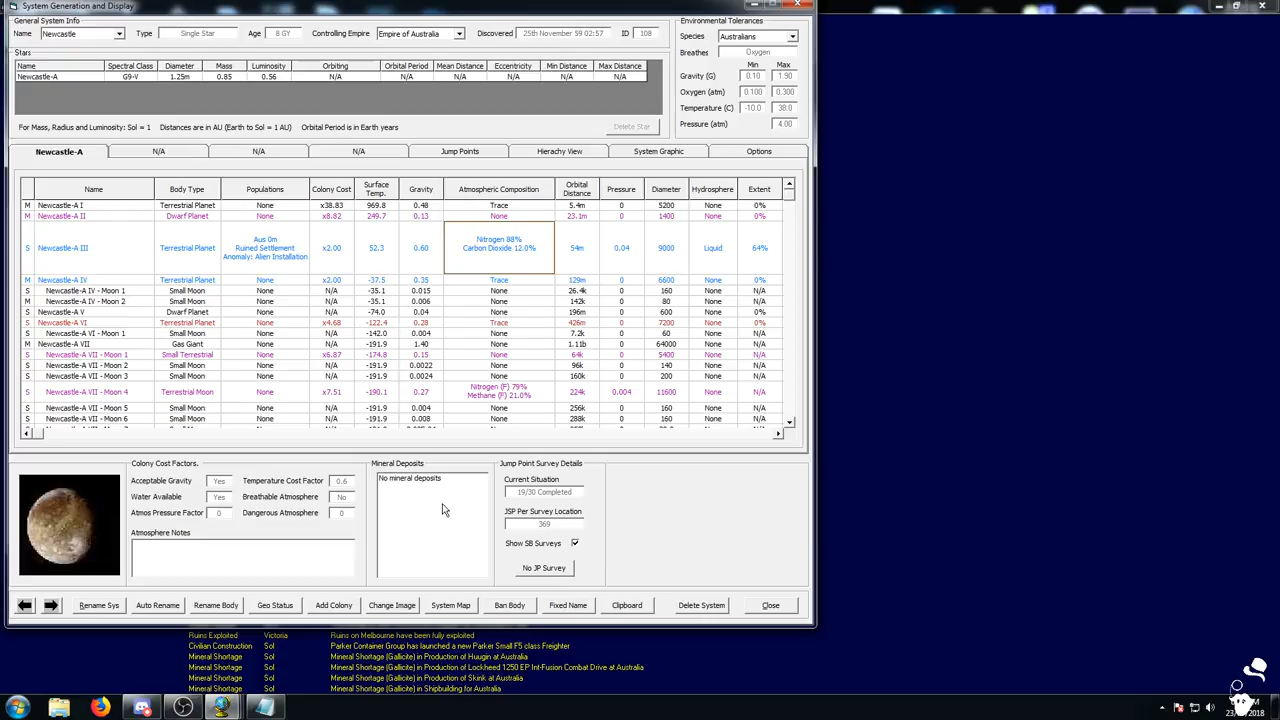 System Generation and Display
General System Info
Name Newcastle Type Single Star Age 8 GY Controlling Empire Empire of Australia Discovered 25th November 59 02:57 ID 108
Stars
Name Spectral Class Diameter Mass Luminosity Orbiting Orbital Period Mean Distance Eccentricity Min Distance Max Distance
Newcastle-A G9-V 1.25m 0.85 0.56 N/A N/A N/A N/A N/A N/A
For Mass, Radius and Luminosity: Sol = 1 Distances are in AU (Earth to Sol = 1 AU) Orbital Period is in Earth years Delete Star
Environmental Tolerances
Species Australians
Breathes Oxygen
Min Max
Gravity (G) 0.10 1.90
Oxygen (atm) 0.100 0.300
Temperature (C) -10.0 38.0
Pressure (atm) 4.00
Newcastle-A N/A N/A N/A Jump Points Hierachy View System Graphic Options
Name Body Type Populations Colony Cost Surface Temp. Gravity Atmospheric Composition Orbital Distance Pressure Diameter Hydrosphere Extent
M Newcastle-A I Terrestrial Planet None x38.83 969.8 0.48 Trace 5.4m 0 5200 None 0%
M Newcastle-A II Dwarf Planet None x8.82 249.7 0.13 None 23.1m 0 1400 None 0%
S Newcastle-A III Terrestrial Planet Aus 0m Ruined Settlement Anomaly: Alien Installation x2.00 52.3 0.60 Nitrogen 88% Carbon Dioxide 12.0% 54m 0.04 9000 Liquid 64%
M Newcastle-A IV Terrestrial Planet None x2.00 -37.5 0.35 Trace 129m 0 6600 None 0%
S Newcastle-A IV - Moon 1 Small Moon None N/A -35.1 0.015 None 26.4k 0 160 None N/A
M Newcastle-A IV - Moon 2 Small Moon None N/A -35.1 0.006 None 142k 0 80 None N/A
S Newcastle-A V Dwarf Planet None N/A -74.0 0.04 None 196m 0 600 None 0%
S Newcastle-A VI Terrestrial Planet None x4.68 -122.4 0.28 Trace 426m 0 7200 None 0%
S Newcastle-A VI - Moon 1 Small Moon None N/A -142.0 0.004 None 7.2k 0 60 None N/A
M Newcastle-A VII Gas Giant None N/A -191.9 1.40 None 1.11b 0 64000 None N/A
S Newcastle-A VII - Moon 1 Small Terrestrial None x6.87 -174.8 0.15 None 64k 0 5400 None N/A
S Newcastle-A VII - Moon 2 Small Moon None N/A -191.9 0.0022 None 96k 0 140 None N/A
S Newcastle-A VII - Moon 3 Small Moon None N/A -191.9 0.0024 None 160k 0 200 None N/A
S Newcastle-A VII - Moon 4 Terrestrial Moon None x7.51 -190.1 0.27 Nitrogen (F) 79% Methane (F) 21.0% 224k 0.004 11600 None N/A
S Newcastle-A VII - Moon 5 Small Moon None N/A -191.9 0.004 None 256k 0 160 None N/A
S Newcastle-A VII - Moon 6 Small Moon None N/A -191.9 0.008 None 288k 0 160 None N/A
Colony Cost Factors.
Acceptable Gravity Yes Temperature Cost Factor 0.6
Water Available Yes Breathable Atmosphere No
Atmos Pressure Factor 0 Dangerous Atmosphere 0
Atmosphere Notes
Mineral Deposits
No mineral deposits
Jump Point Survey Details
Current Situation
19/30 Completed
JSP Per Survey Location
369
Show SB Surveys
No JP Survey
Rename Sys Auto Rename Rename Body Geo Status Add Colony Change Image System Map Ban Body Fixed Name Clipboard Delete System Close
Ruins Exploited Victoria Ruins on Melbourne have been fully exploited
Civilian Construction Sol Parker Container Group has launched a new Parker Small F5 class Freighter
Mineral Shortage Sol Mineral Shortage (Gallicite) in Production of Huugin at Australia
Mineral Shortage Sol Mineral Shortage (Gallicite) in Production of Lockheed 1250 EP Int-Fusion Combat Drive at Australia
Mineral Shortage Sol Mineral Shortage (Gallicite) in Production of Skink at Australia
Mineral Shortage Sol Mineral Shortage (Gallicite) in Shipbuilding for Australia